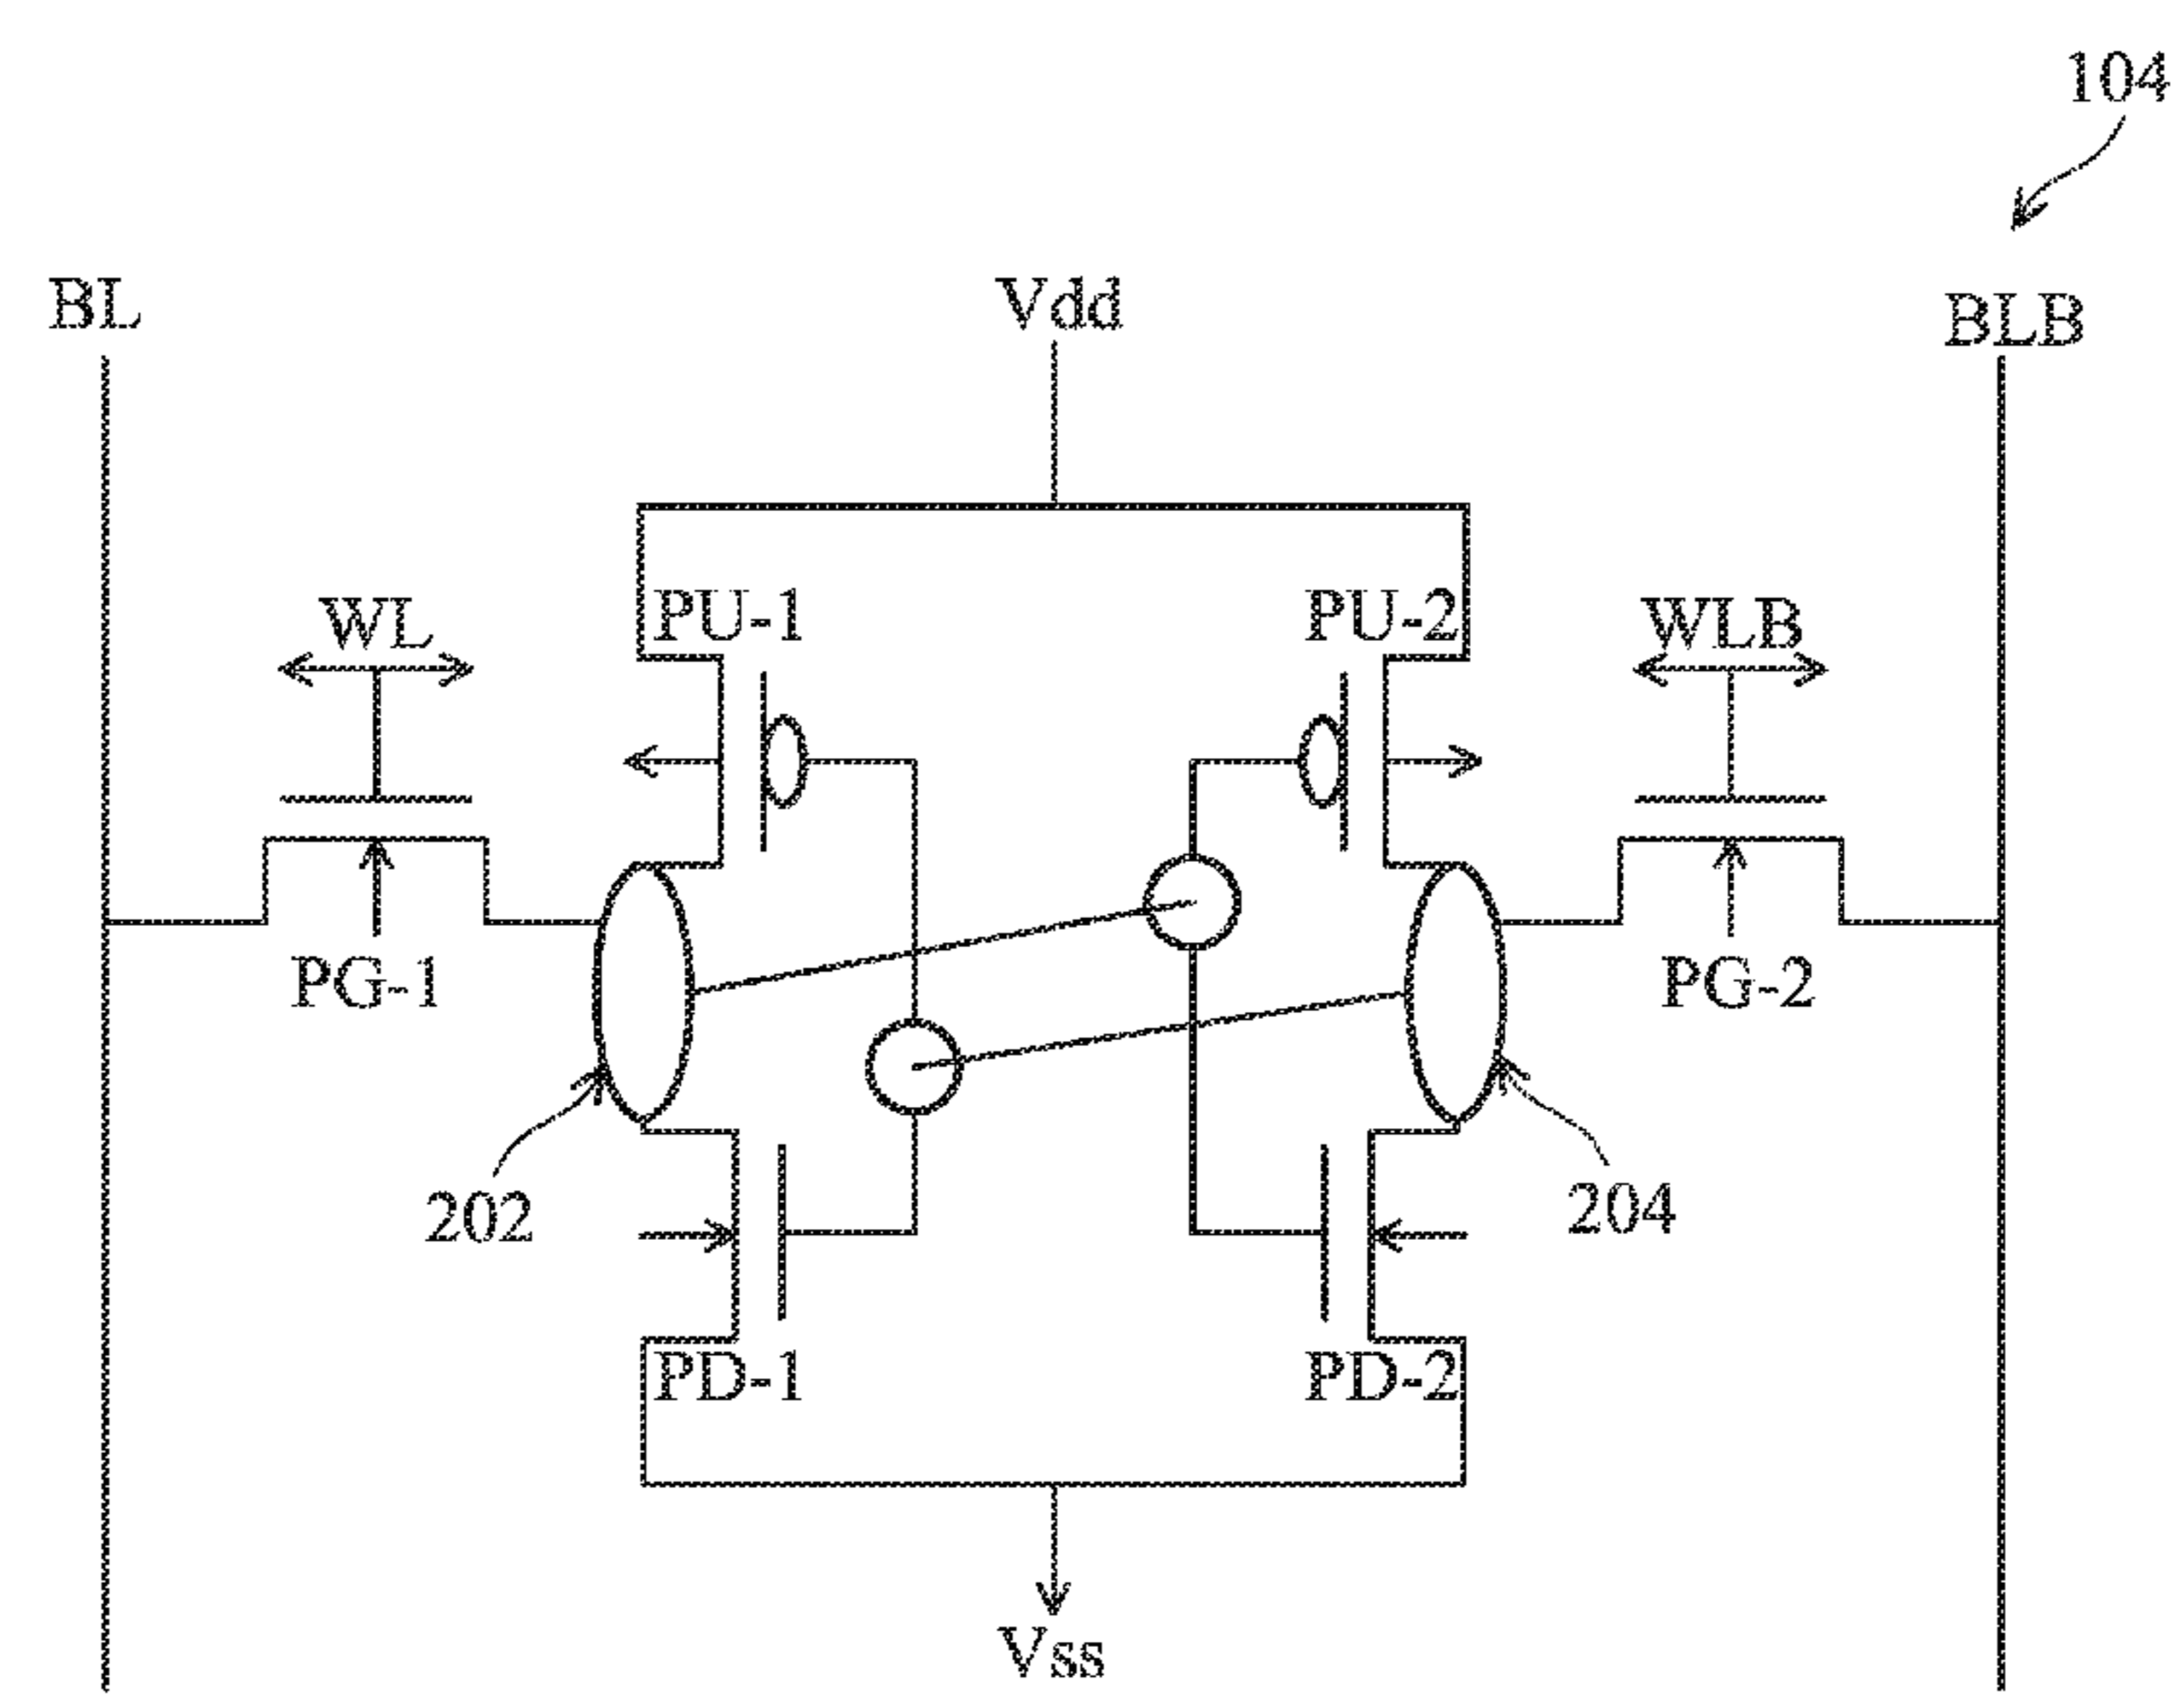 104
BL
Vdd
BLB
WL
PU-1
PU-2
WLB
PG-1
PG-2
202
204
PD-1
PD-2
Vss